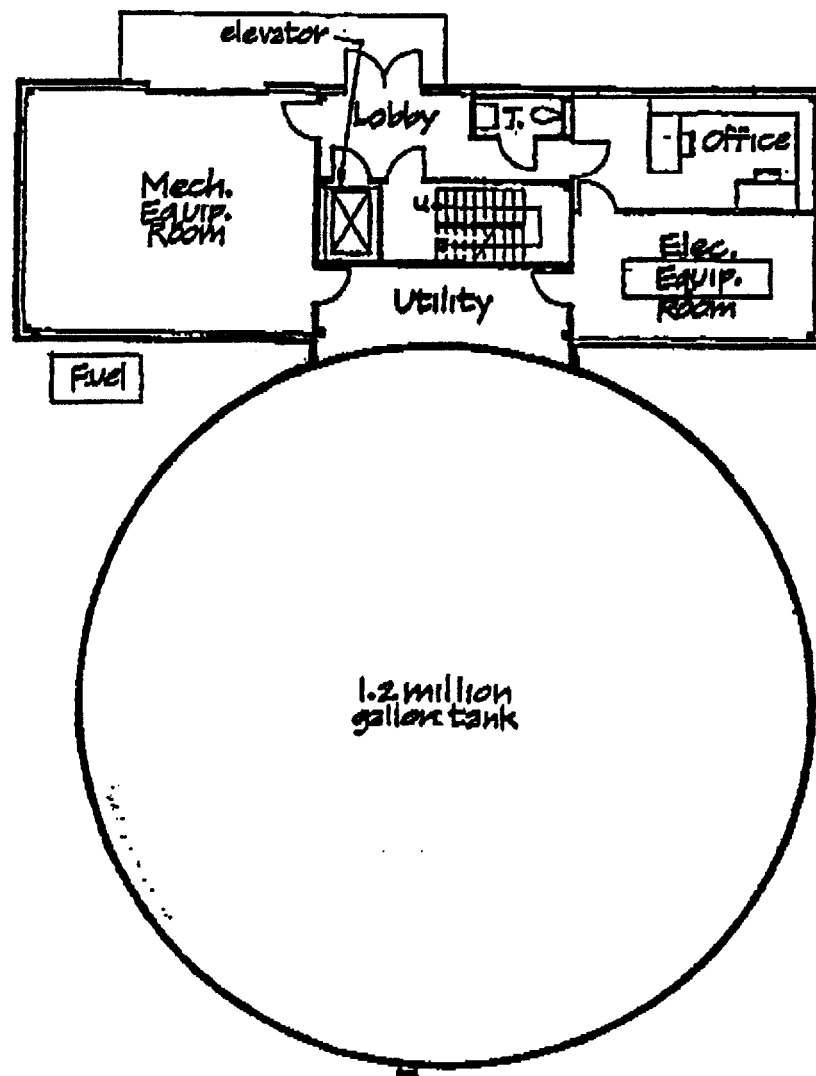 elevator
Lobby
T.
Office
Mech.
Equip.
Room
U
Elec.
Equip.
Room
Utility
Fuel
1.2 million
gallon tank